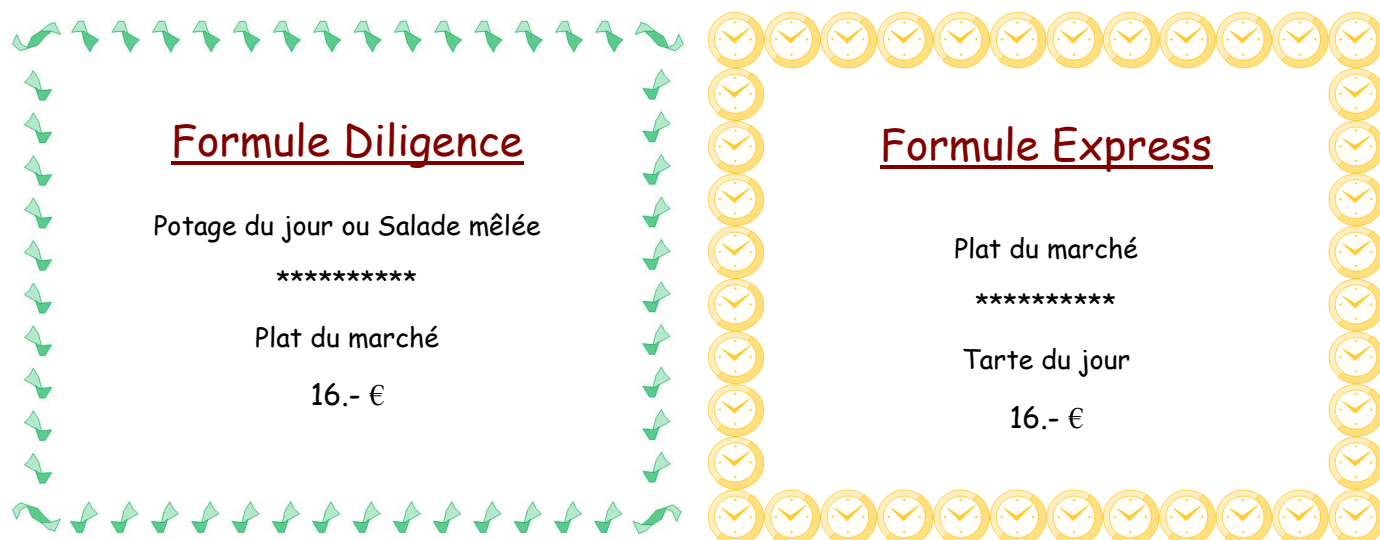 Formule Diligence
Potage du jour ou Salade mêlée
**********
Plat du marché
16.- €
Formule Express
Plat du marché
**********
Tarte du jour
16.- €